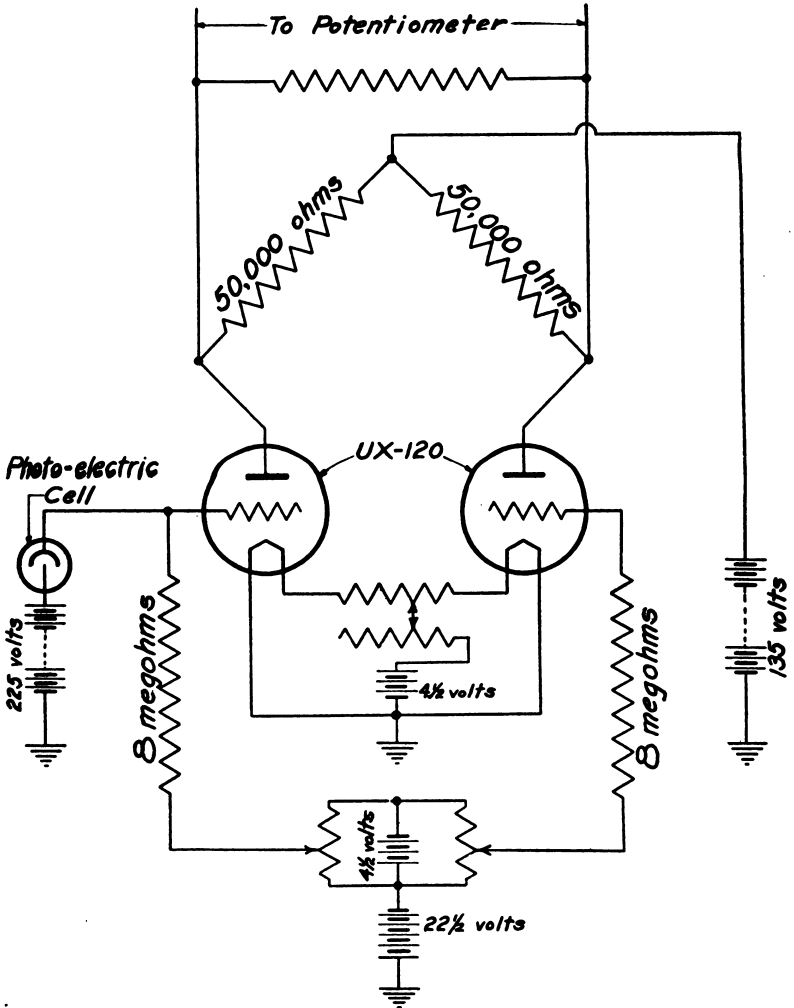 To Potentiometer
50,000 ohms
50,000 ohms
UX-120
Photo-electric
Cell
225 volts
8 megohms
4½ volts
8 megohms
135 volts
4½ volts
22½ volts